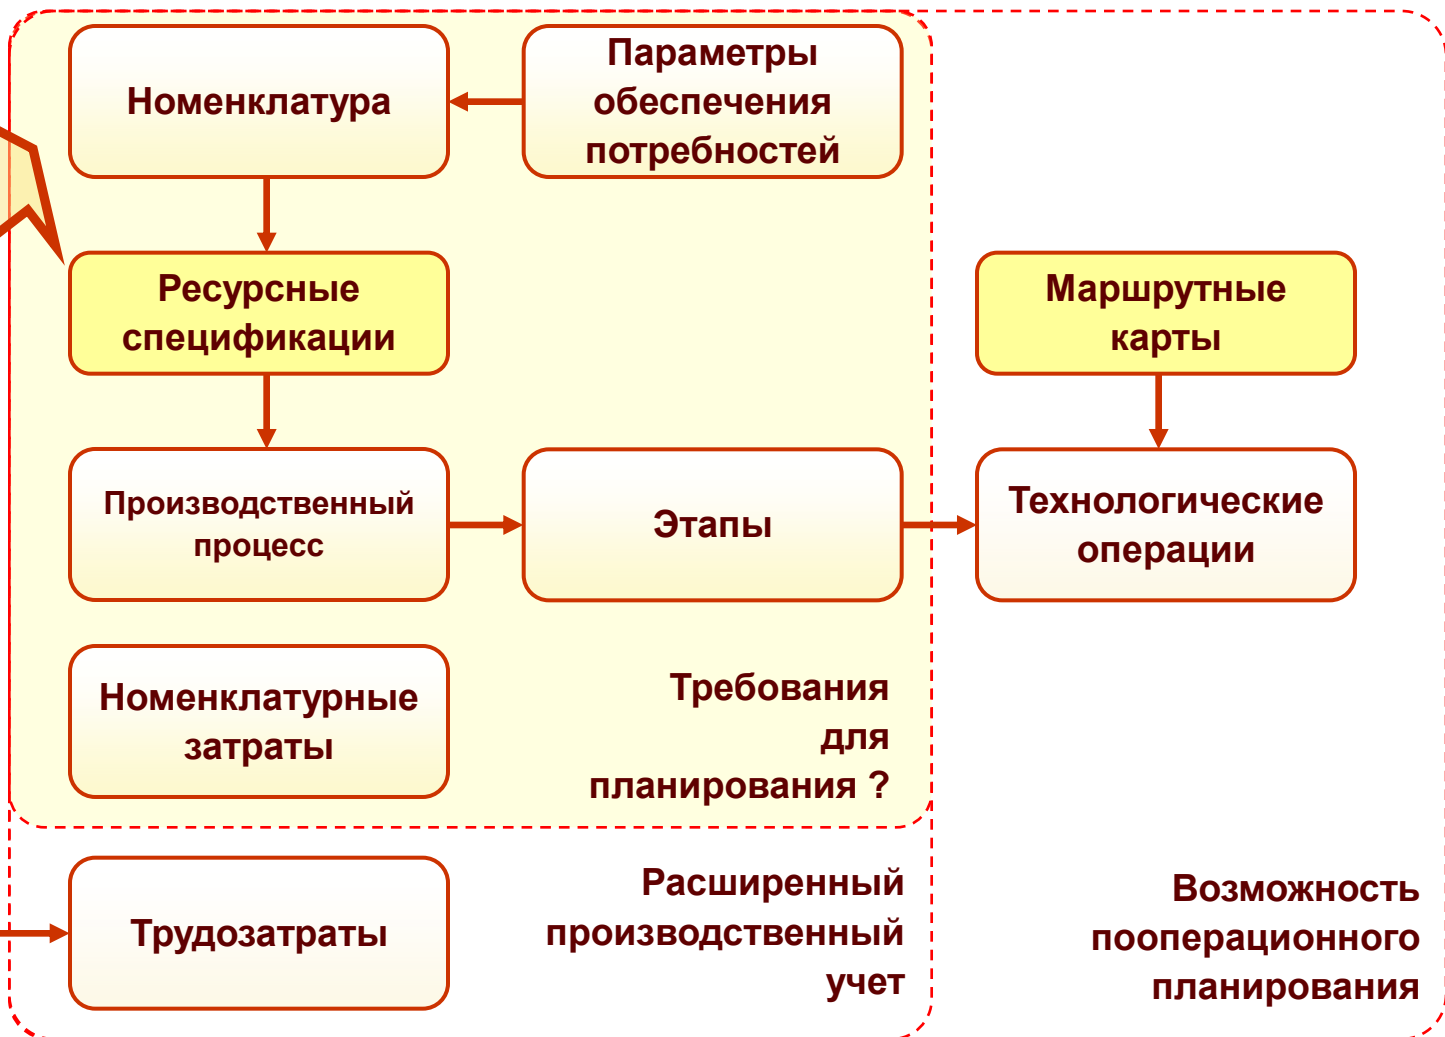 Номенклатура
Параметры
обеспечения
потребностей
Ресурсные
спецификации
Маршрутные
карты
Производственный
процесс
Этапы
Технологические
операции
Номенклатурные
затраты
Требования
для
планирования ?
Трудозатраты
Расширенный
производственный
учет
Возможность
пооперационного
планирования